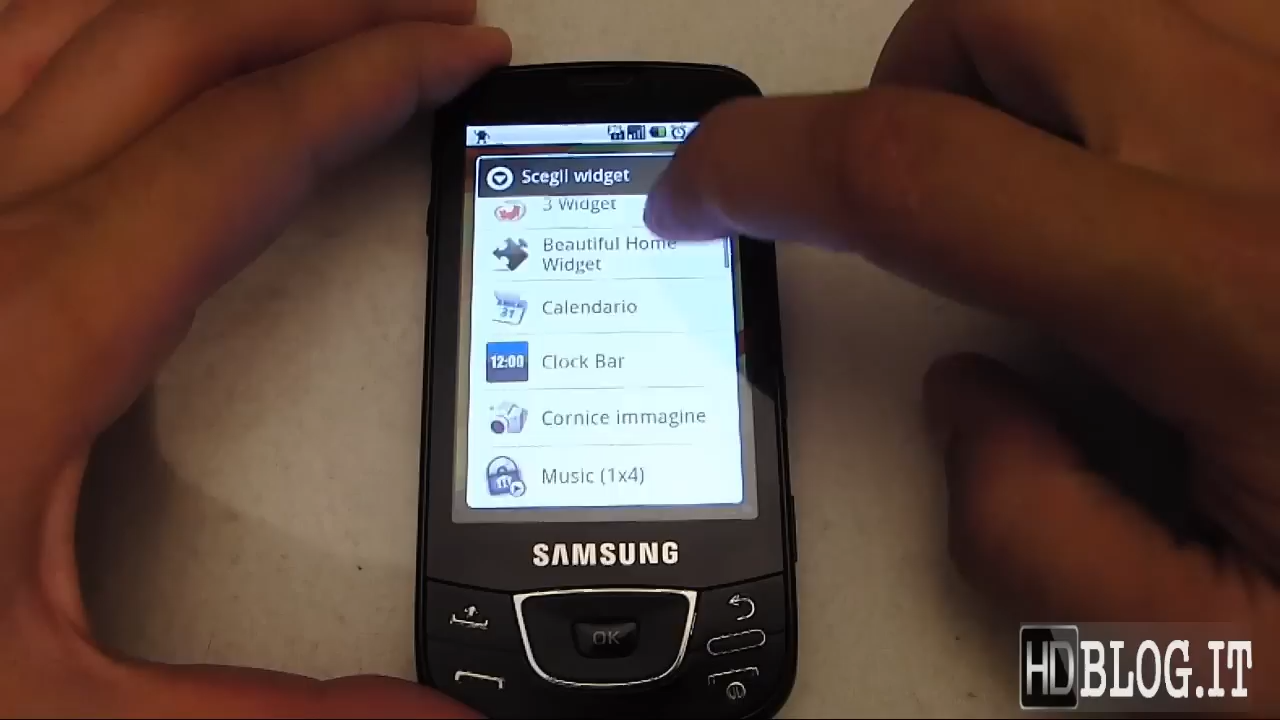 Scegli widget
3 Widget
Beautiful Home
Widget
31
Calendario
12:00
Clock Bar
Cornice immagine
Music (1x4)
SAMSUNG
OK
HDBLOG.IT